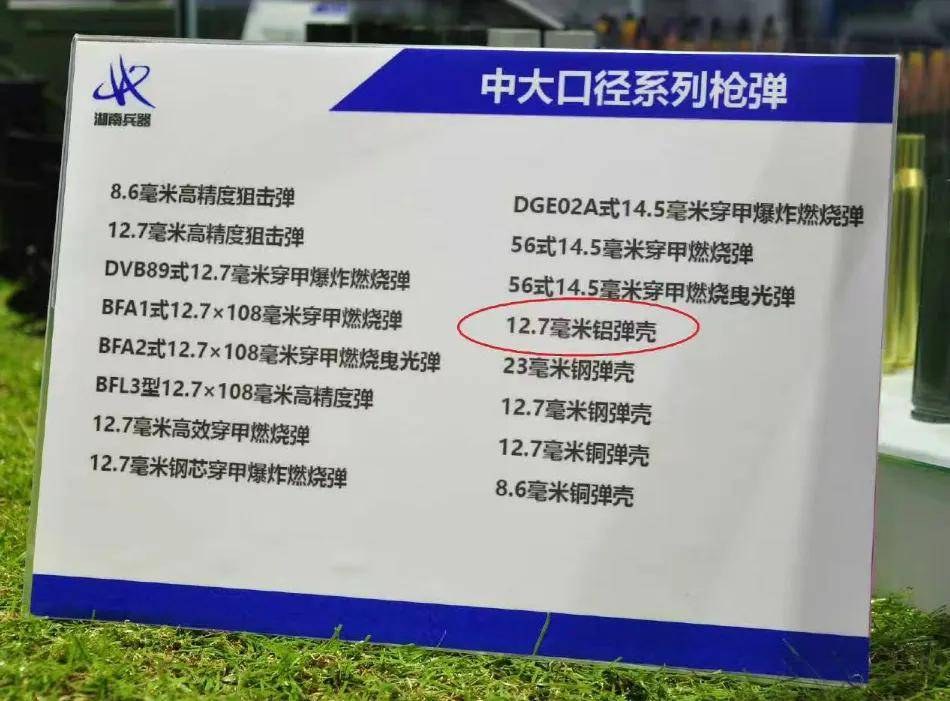 湖南兵器
中大口径系列枪弹
8.6毫米高精度狙击弹
12.7毫米高精度狙击弹
DVB89式12.7毫米穿甲爆炸燃烧弹
BFA1式12.7×108毫米穿甲燃烧弹
BFA2式12.7×108毫米穿甲燃烧曳光弹
BFL3型12.7×108毫米高精度弹
12.7毫米高效穿甲燃烧弹
12.7毫米钢芯穿甲爆炸燃烧弹
DGE02A式14.5毫米穿甲爆炸燃烧弹
56式14.5毫米穿甲燃烧弹
56式14.5毫米穿甲燃烧曳光弹
12.7毫米铝弹壳
23毫米钢弹壳
12.7毫米钢弹壳
12.7毫米铜弹壳
8.6毫米铜弹壳